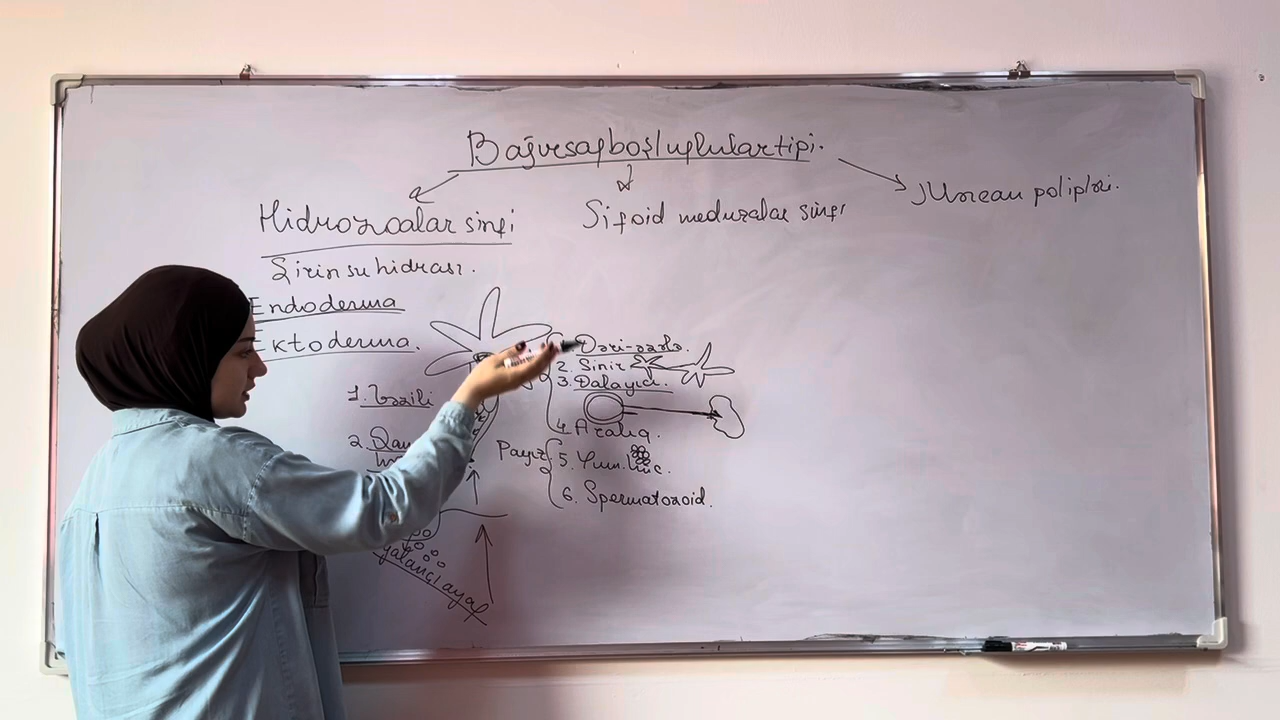 Bağırsaqboşluqlular tipi.
Hidrozoalar sinfi
Sifoid meduzalar sinfi
Mərcan polipləri.
Şirin su hidrası.
Endoderma
Ektoderma.
1. Vəzili
2.
1. Dəri-əzələ.
2. Sinir
3. Dalayıcı.
4. Aralıq.
Payız
5. Yum. hüc.
6. Spermatozoid.
yalançı ayaq